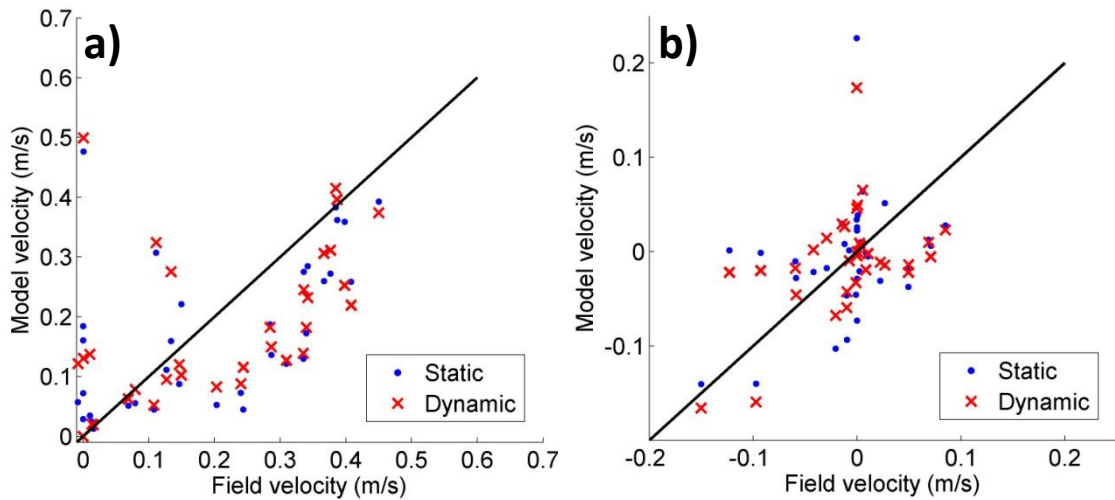 a)
0.7
0.6
0.5
0.4
0.3
0.2
0.1
0
Model velocity (m/s)
0 0.1 0.2 0.3 0.4 0.5 0.6 0.7
Field velocity (m/s)
Static
Dynamic
b)
0.2
0.1
0
-0.1
Model velocity (m/s)
-0.2 -0.1 0 0.1 0.2
Field velocity (m/s)
Static
Dynamic